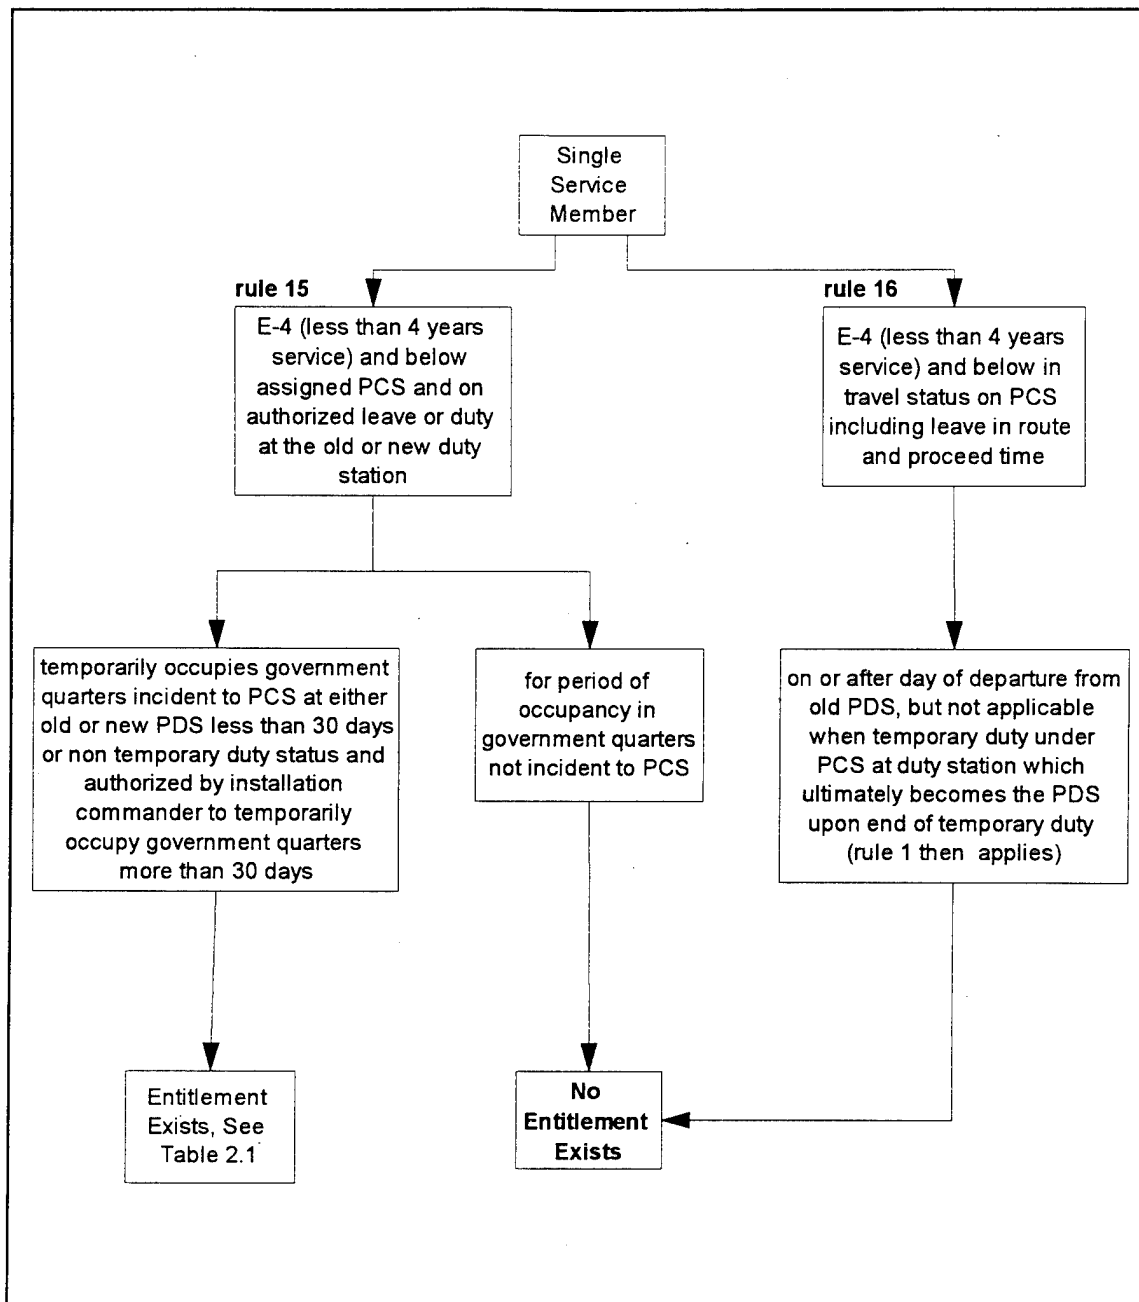 Single
Service
Member
rule 15
E-4 (less than 4 years
service) and below
assigned PCS and on
authorized leave or duty
at the old or new duty
station
rule 16
E-4 (less than 4 years
service) and below in
travel status on PCS
including leave in route
and proceed time
temporarily occupies government
quarters incident to PCS at either
old or new PDS less than 30 days
or non temporary duty status and
authorized by installation
commander to temporarily
occupy government quarters
more than 30 days
for period of
occupancy in
government quarters
not incident to PCS
on or after day of departure from
old PDS, but not applicable
when temporary duty under
PCS at duty station which
ultimately becomes the PDS
upon end of temporary duty
(rule 1 then applies)
Entitlement
Exists, See
Table 2.1
No
Entitlement
Exists